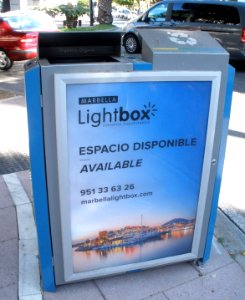 MARBELLA
Lightbox
ESPACIO DISPONIBLE
AVAILABLE
951 33 63 26
marbellalightbox.com